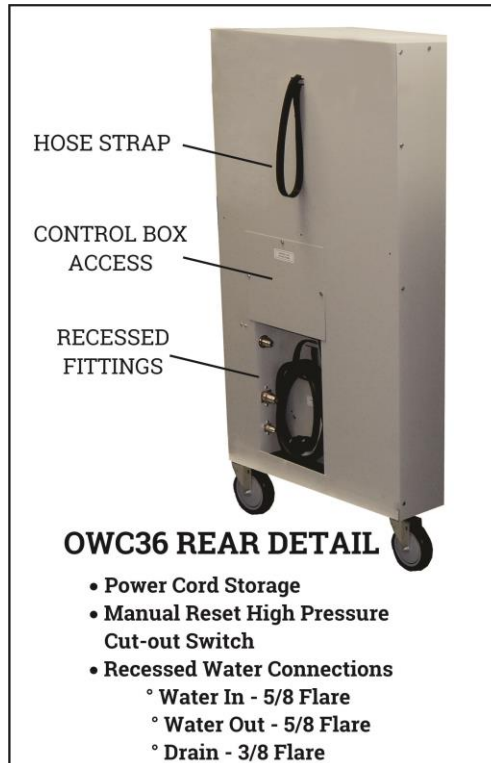 HOSE STRAP
CONTROL BOX
ACCESS
RECESSED
FITTINGS
OWC36 REAR DETAIL
• Power Cord Storage
• Manual Reset High Pressure
Cut-out Switch
• Recessed Water Connections
° Water In - 5/8 Flare
° Water Out - 5/8 Flare
° Drain - 3/8 Flare